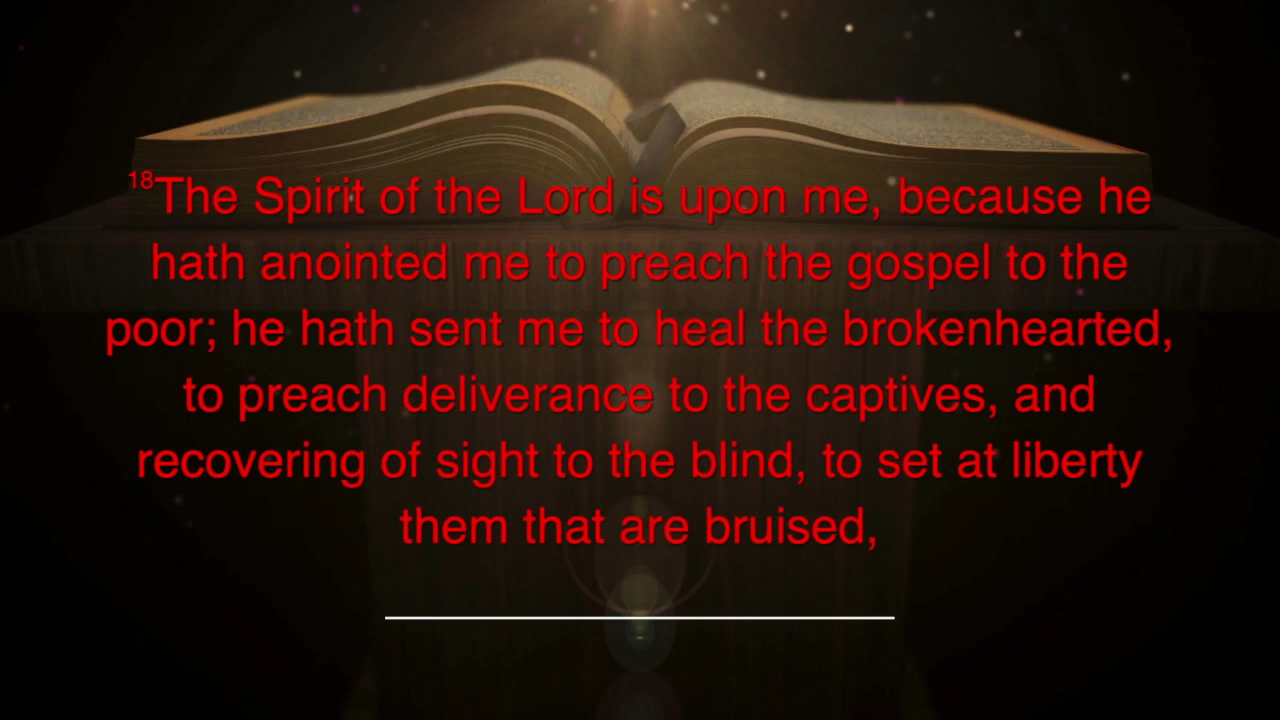 18The Spirit of the Lord is upon me, because he
hath anointed me to preach the gospel to the
poor; he hath sent me to heal the brokenhearted,
to preach deliverance to the captives, and
recovering of sight to the blind, to set at liberty
them that are bruised,